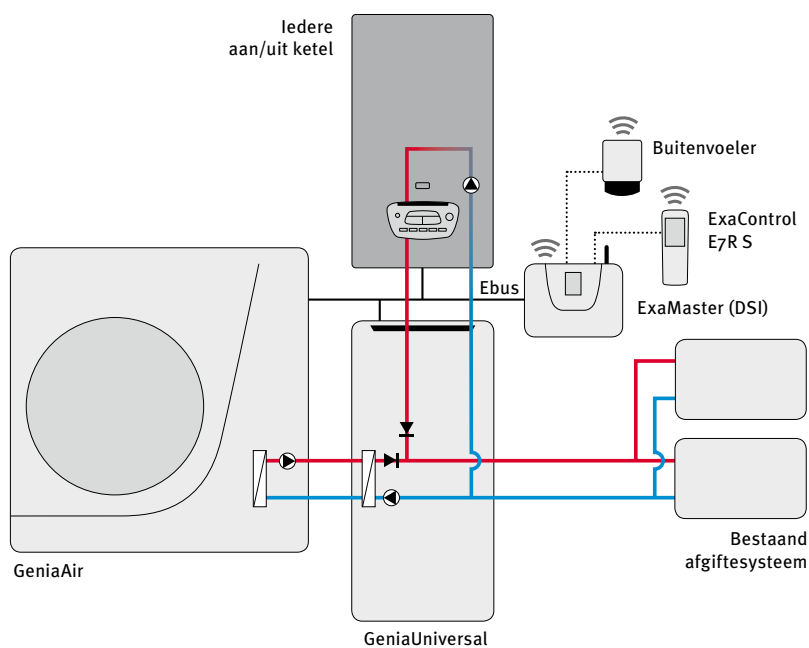 Iedere
aan/uit ketel
Buitenvoeler
ExaControl
E7R S
Ebus
ExaMaster (DSI)
GeniaAir
Bestaand
afgiftesysteem
GeniaUniversal